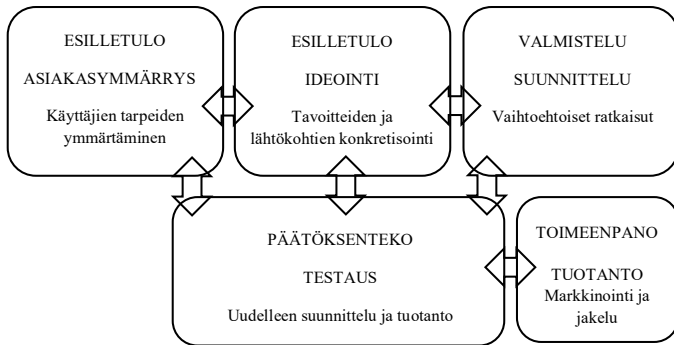 ESILLETULO
ASIAKASYMMÄRRYS
Käyttäjien tarpeiden
ymmärtäminen
ESILLETULO
IDEOINTI
Tavoitteiden ja
lähtökohtien konkretisointi
VALMISTELU
SUUNNITTELU
Vaihtoehtoiset ratkaisut
PÄÄTÖKSENTEKO
TESTAUS
Uudelleen suunnittelu ja tuotanto
TOIMEENPANO
TUOTANTO
Markkinointi ja
jakelu